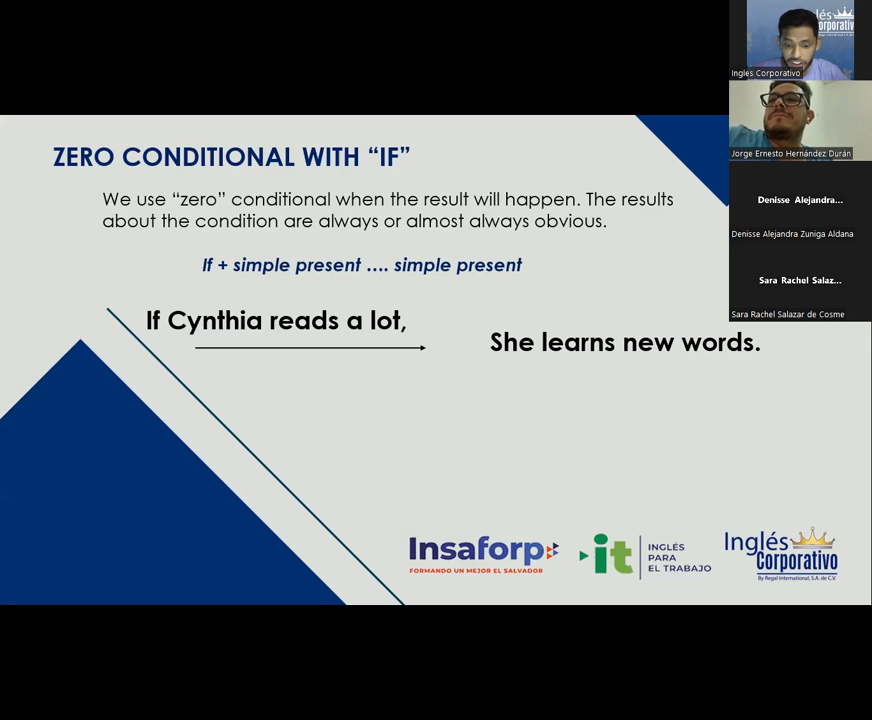 ZERO CONDITIONAL WITH “IF”
We use “zero” conditional when the result will happen. The results
about the condition are always or almost always obvious.
If + simple present .... simple present
If Cynthia reads a lot,
She learns new words.
Insaforp
FORMANDO UN MEJOR EL SALVADOR
it
INGLÉS
PARA
EL TRABAJO
Inglés
Corporativo
By Regal International, S.A. de C.V.
lés
orporativ
Inglés Corporativo
Jorge Ernesto Hernández Durán
Denisse Alejandra...
Denisse Alejandra Zuniga Aldana
Sara Rachel Salaz...
Sara Rachel Salazar de Cosme